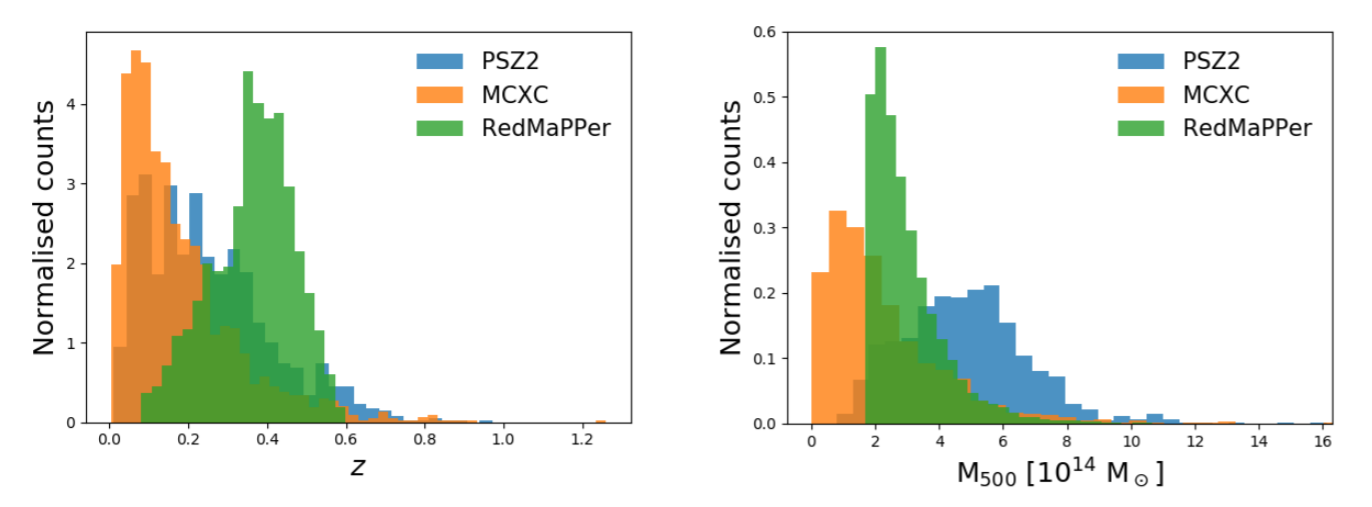 Normalised counts
4
3
2
1
0
0.0 0.2 0.4 0.6 0.8 1.0 1.2
z
PSZ2
MCXC
RedMaPPer
Normalised counts
0.6
0.5
0.4
0.3
0.2
0.1
0.0
0 2 4 6 8 10 12 14 16
M₅₀₀ [10¹⁴ M☉]
PSZ2
MCXC
RedMaPPer